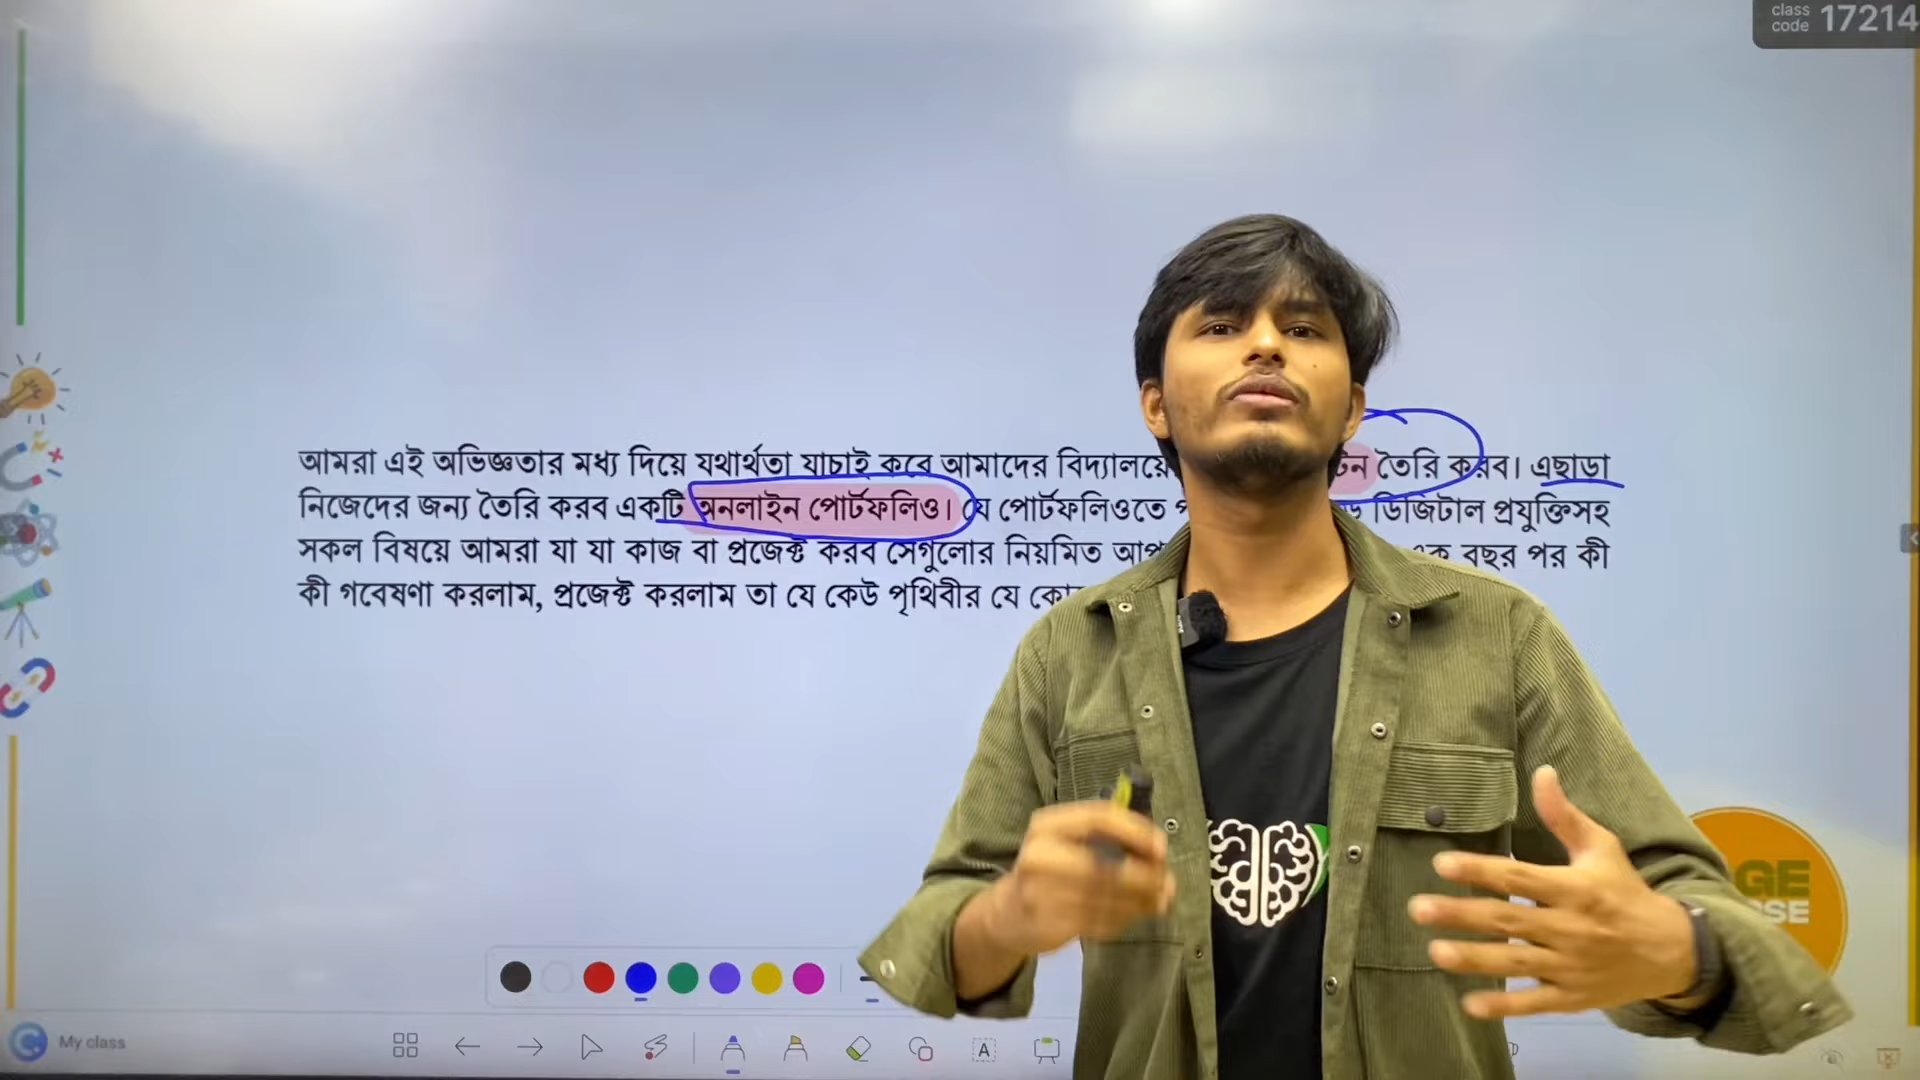 class code 17214
আমরা এই অভিজ্ঞতার মধ্য দিয়ে যথার্থতা যাচাই করে আমাদের বিদ্যালয়ে তৈরি করব। এছাড়া
নিজেদের জন্য তৈরি করব একটি অনলাইন পোর্টফলিও। যে পোর্টফলিওতে ডিজিটাল প্রযুক্তিসহ
সকল বিষয়ে আমরা যা যা কাজ বা প্রজেক্ট করব সেগুলোর নিয়মিত এক বছর পর কী
কী গবেষণা করলাম, প্রজেক্ট করলাম তা যে কেউ পৃথিবীর যে
My class
A